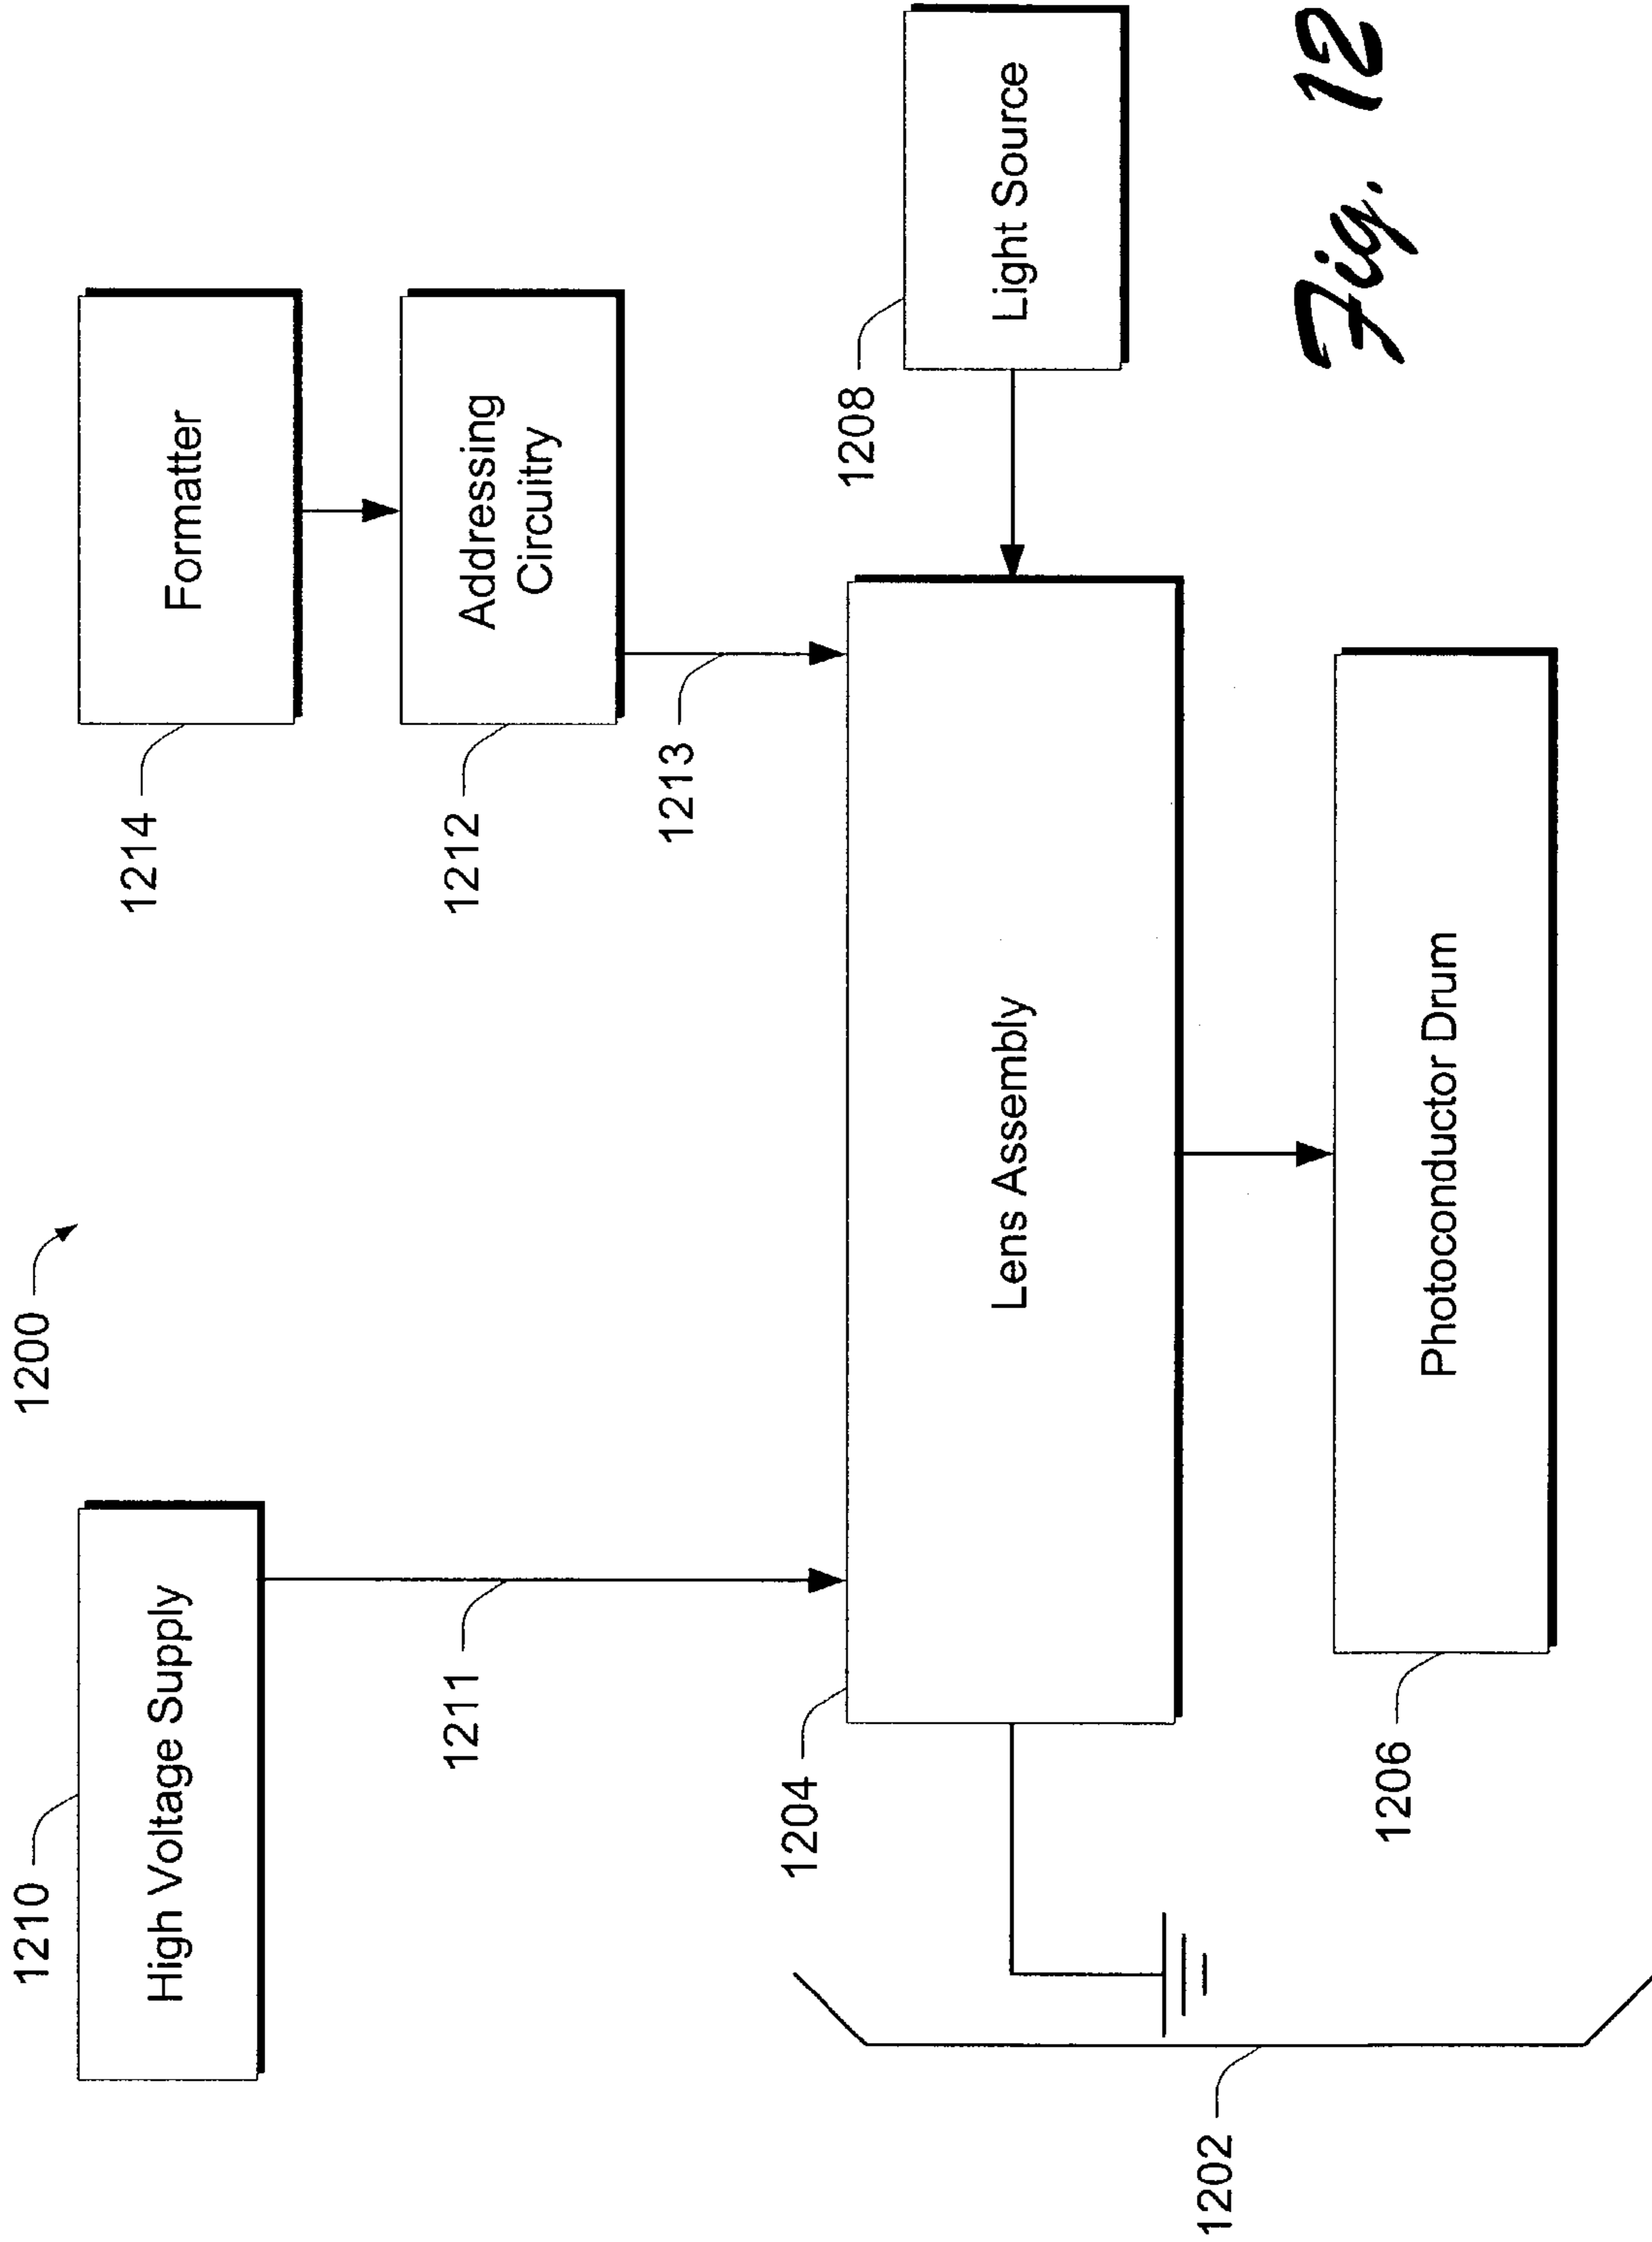 1200
1210
High Voltage Supply
1211
1214
Formatter
1212
Addressing
Circuitry
1213
1204
Lens Assembly
1208
Light Source
1202
1206
Photoconductor Drum
Fig. 12